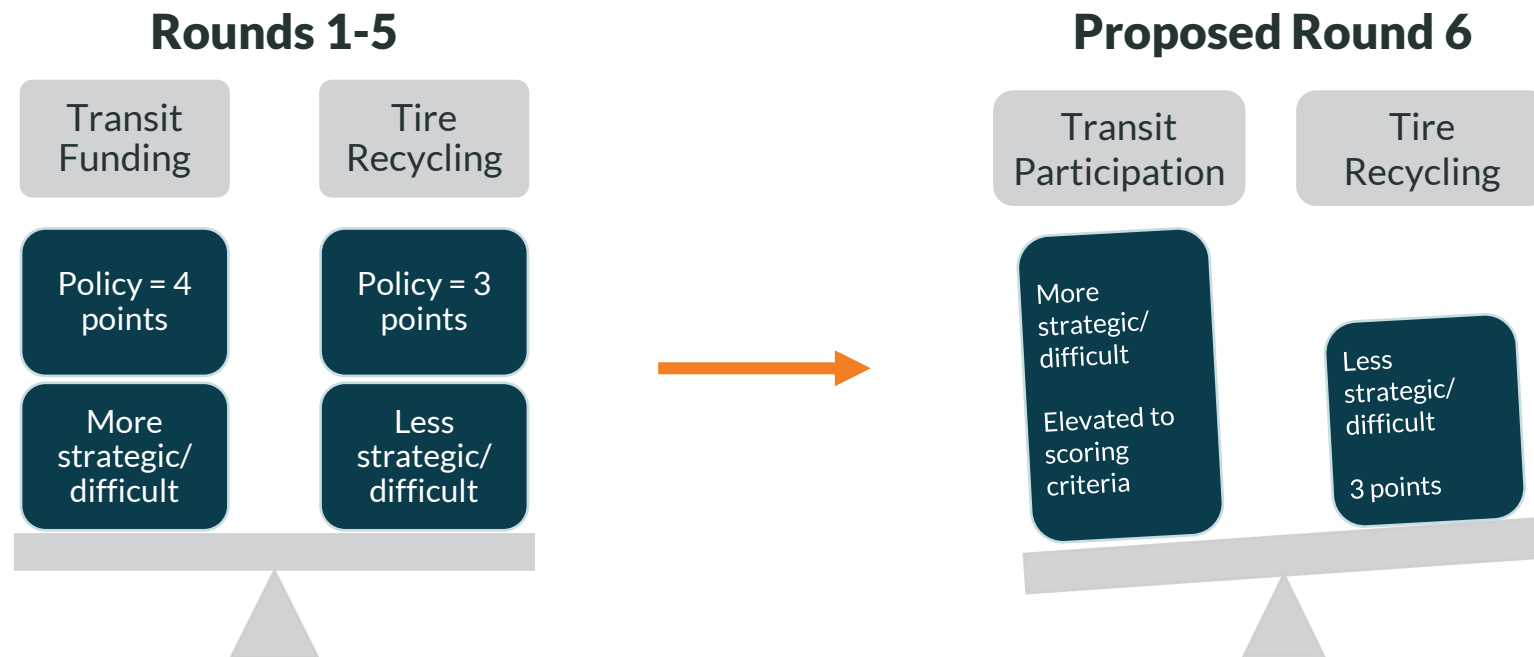 Rounds 1-5
Transit
Funding
Tire
Recycling
Policy = 4
points
Policy = 3
points
More
strategic/
difficult
Less
strategic/
difficult
Proposed Round 6
Transit
Participation
Tire
Recycling
More
strategic/
difficult
Elevated to
scoring
criteria
Less
strategic/
difficult
3 points